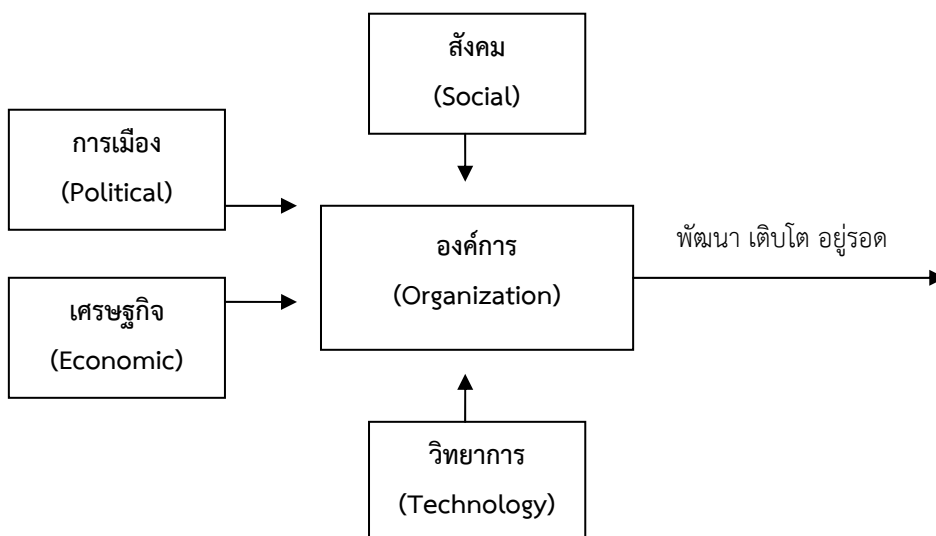 สังคม
(Social)
การเมือง
(Political)
องค์การ
(Organization)
พัฒนา เติบโต อยู่รอด
เศรษฐกิจ
(Economic)
วิทยาการ
(Technology)